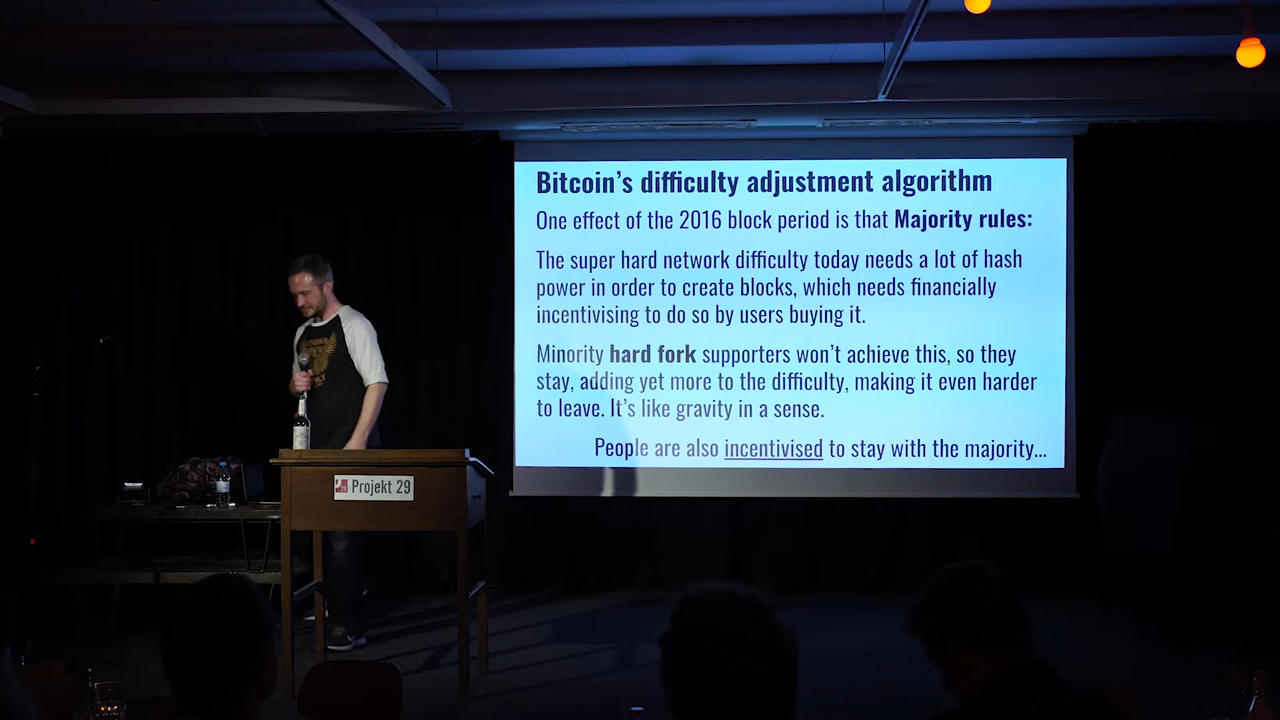 Bitcoin's difficulty adjustment algorithm
One effect of the 2016 block period is that Majority rules:
The super hard network difficulty today needs a lot of hash
power in order to create blocks, which needs financially
incentivising to do so by users buying it.
Minority hard fork supporters won't achieve this, so they
stay, adding yet more to the difficulty, making it even harder
to leave. It's like gravity in a sense.
People are also incentivised to stay with the majority...
Projekt 29